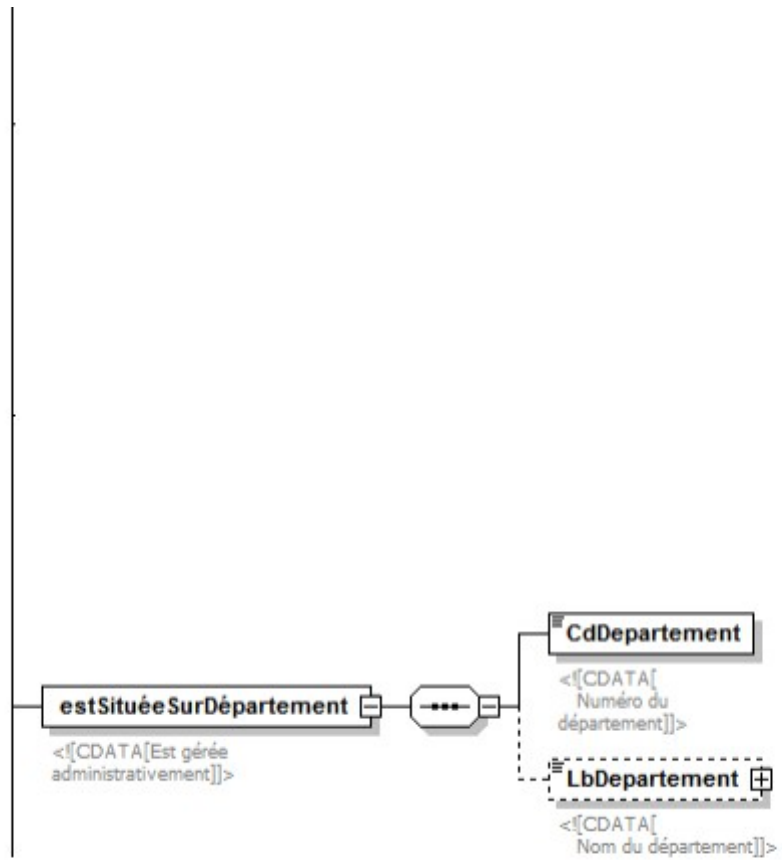 CdDepartement
<![CDATA[
Numéro du
département]]>
estSituéeSurDépartement
<![CDATA[Est gérée
administrativement]]>
LbDepartement
<![CDATA[
Nom du département]]>